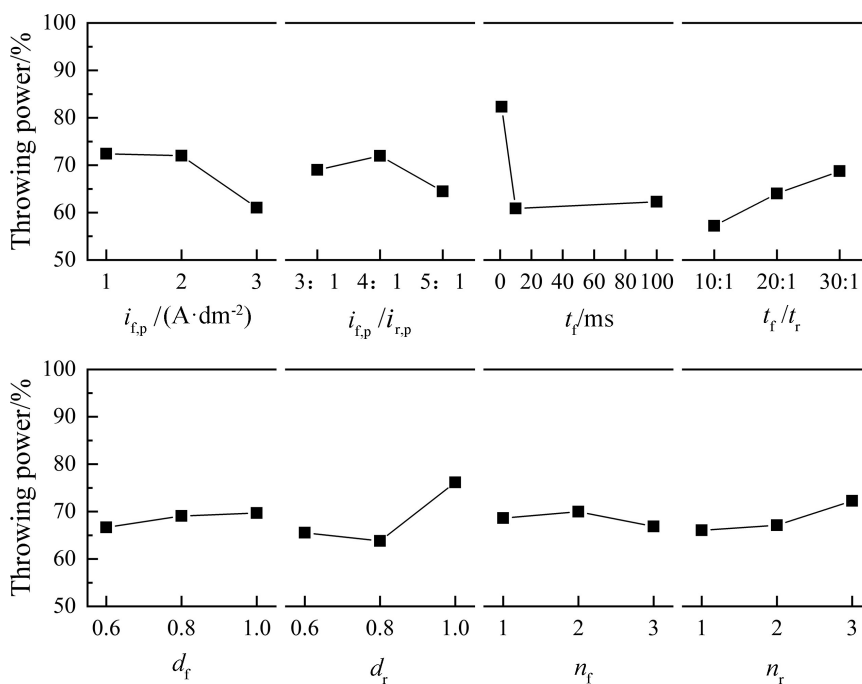 Throwing power/%
100
90
80
70
60
50
1 2 3
3： 1 4： 1 5： 1
0 20 40 60 80 100
10:1 20:1 30:1
i_f,p /(A·dm⁻²)
i_f,p /i_r,p
t_f/ms
t_f/t_r
Throwing power/%
100
90
80
70
60
50
0.6 0.8 1.0
0.6 0.8 1.0
1 2 3
1 2 3
d_f
d_r
n_f
n_r